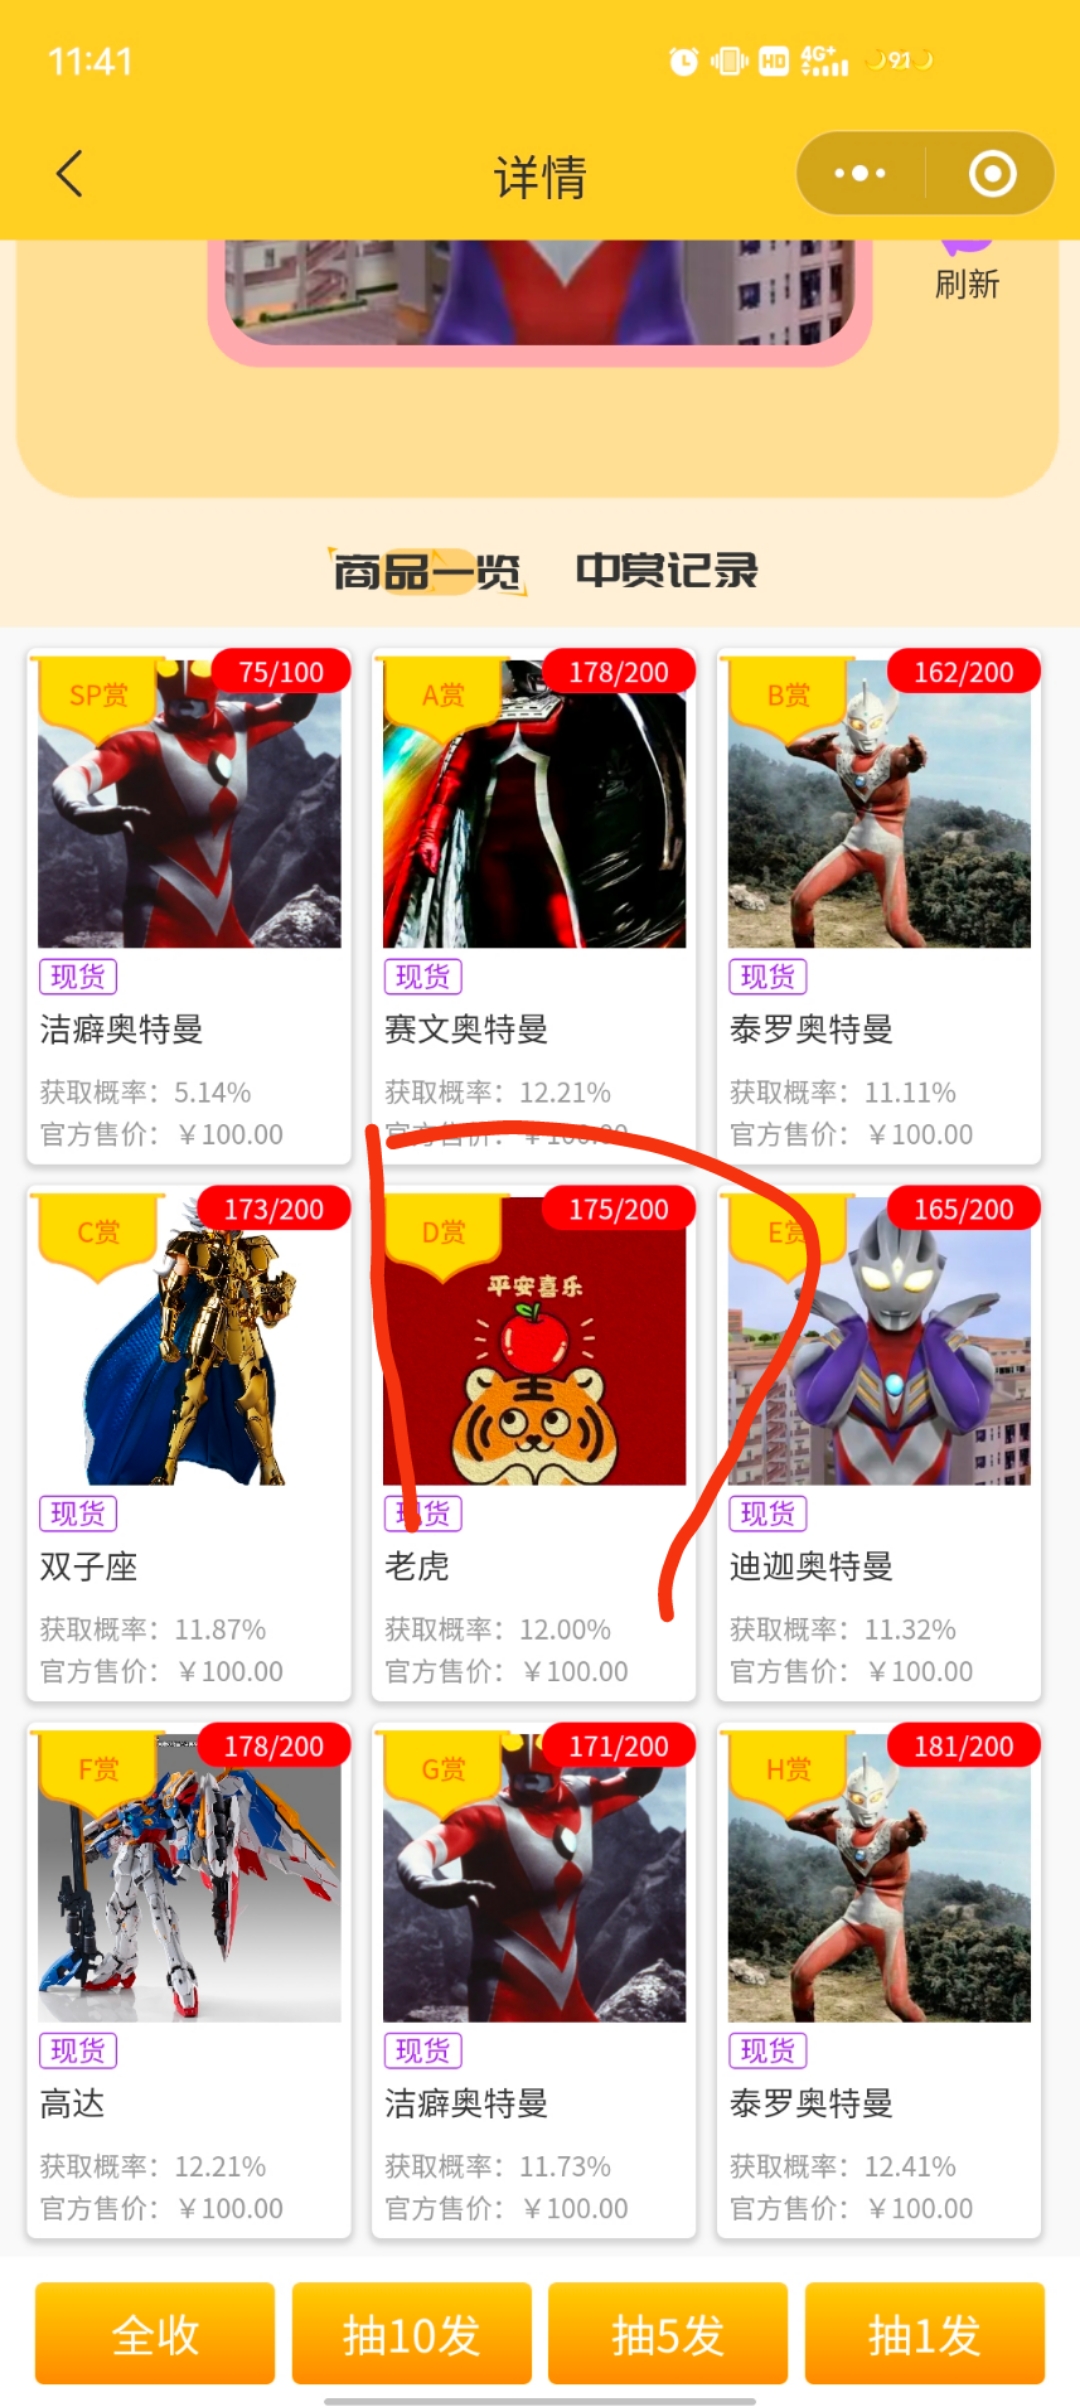 11:41
HD 4G+ 91
详情
刷新
商品一览 中赏记录
SP赏 75/100
A赏 178/200
B赏 162/200
现货 现货 现货
洁癖奥特曼 赛文奥特曼 泰罗奥特曼
获取概率：5.14% 获取概率：12.21% 获取概率：11.11%
官方售价：￥100.00 官方售价：￥100.00 官方售价：￥100.00
C赏 173/200
D赏 175/200
E赏 165/200
平安喜乐
王
现货 现货 现货
双子座 老虎 迪迦奥特曼
获取概率：11.87% 获取概率：12.00% 获取概率：11.32%
官方售价：￥100.00 官方售价：￥100.00 官方售价：￥100.00
F赏 178/200
G赏 171/200
H赏 181/200
现货 现货 现货
高达 洁癖奥特曼 泰罗奥特曼
获取概率：12.21% 获取概率：11.73% 获取概率：12.41%
官方售价：￥100.00 官方售价：￥100.00 官方售价：￥100.00
全收 抽10发 抽5发 抽1发